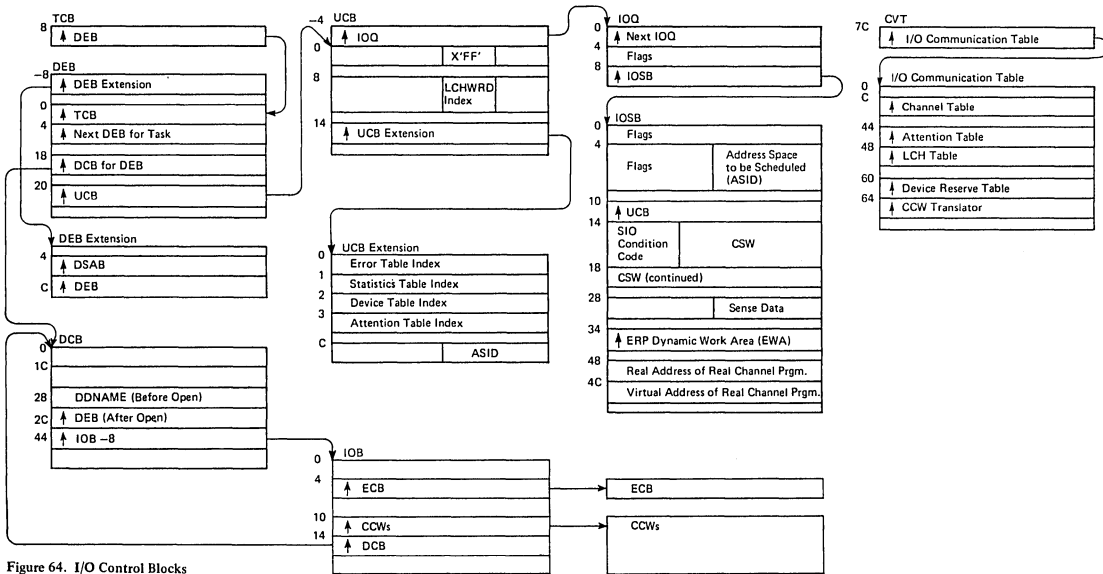 TCB
8
↑ DEB
DEB
-8
↑ DEB Extension
0
↑ TCB
4
↑ Next DEB for Task
18
↑ DCB for DEB
20
↑ UCB
DEB Extension
4
↑ DSAB
C
↑ DEB
DCB
0
1C
28
DDNAME (Before Open)
2C
↑ DEB (After Open)
44
↑ IOB -8
UCB
-4
↑ IOQ
0
X'FF'
8
LCHWRD
Index
14
↑ UCB Extension
UCB Extension
0
Error Table Index
1
Statistics Table Index
2
Device Table Index
3
Attention Table Index
C
ASID
IOB
0
4
↑ ECB
10
↑ CCWs
14
↑ DCB
ECB
CCWs
IOQ
0
↑ Next IOQ
4
Flags
8
↑ IOSB
IOSB
0
Flags
4
Flags
Address Space
to be Scheduled
(ASID)
10
↑ UCB
14
SIO
Condition
Code
CSW
18
CSW (continued)
28
Sense Data
34
↑ ERP Dynamic Work Area (EWA)
48
Real Address of Real Channel Prgm.
4C
Virtual Address of Real Channel Prgm.
CVT
7C
↑ I/O Communication Table
I/O Communication Table
0
C
↑ Channel Table
44
↑ Attention Table
48
↑ LCH Table
60
↑ Device Reserve Table
64
↑ CCW Translator
Figure 64. I/O Control Blocks